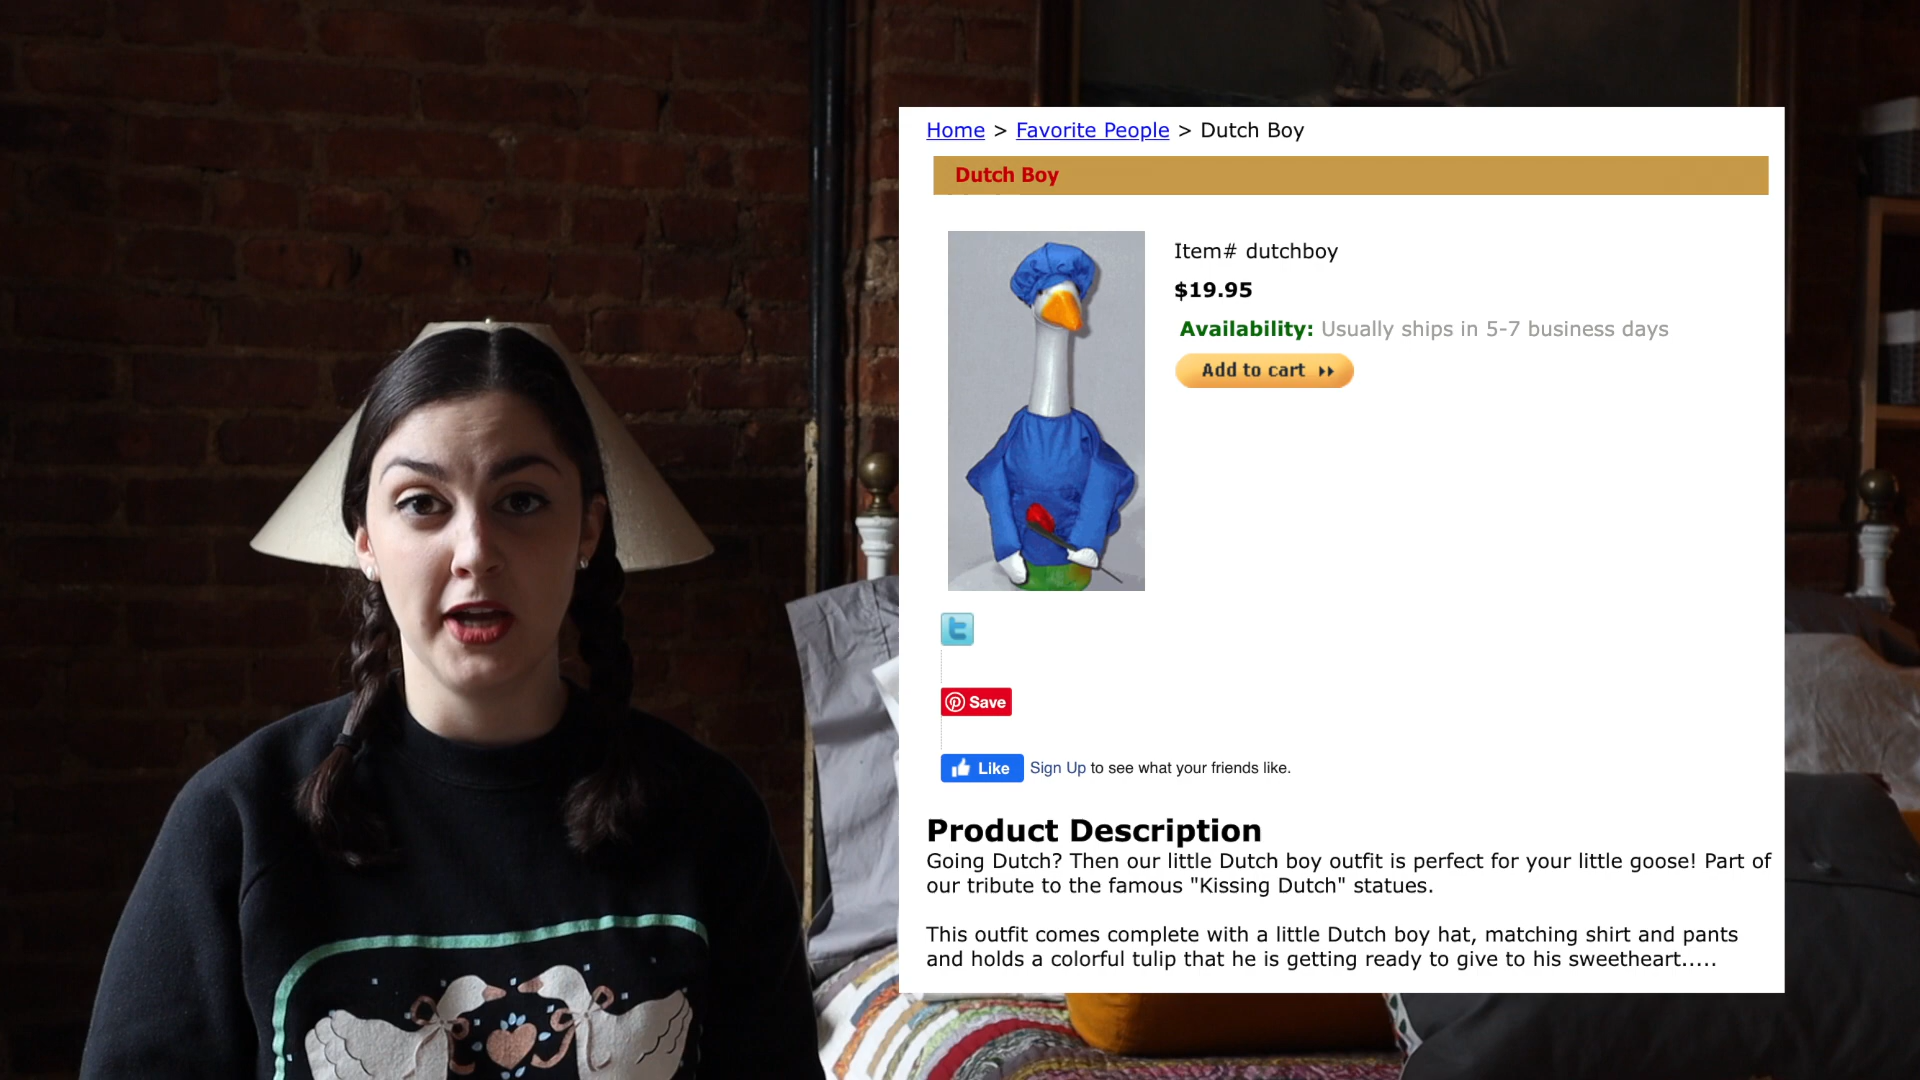 Home > Favorite People > Dutch Boy
Dutch Boy
Item# dutchboy
$19.95
Availability: Usually ships in 5-7 business days
Add to cart
Save
Like Sign Up to see what your friends like.
Product Description
Going Dutch? Then our little Dutch boy outfit is perfect for your little goose! Part of
our tribute to the famous "Kissing Dutch" statues.
This outfit comes complete with a little Dutch boy hat, matching shirt and pants
and holds a colorful tulip that he is getting ready to give to his sweetheart.....